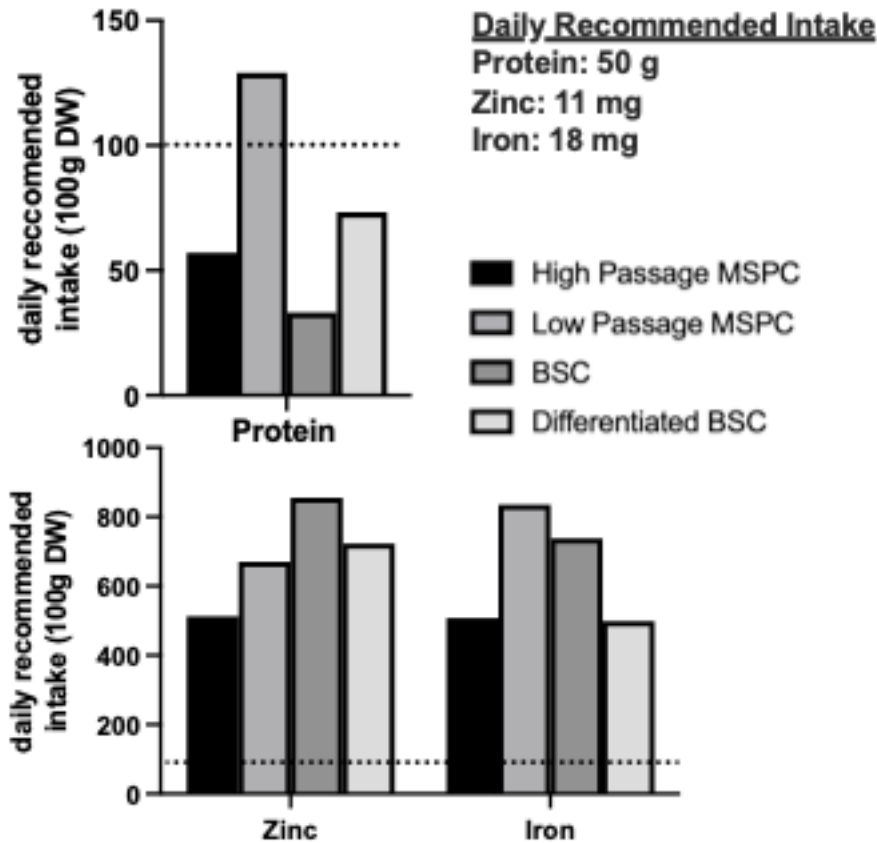 150
100
50
0
daily reccomended
intake (100g DW)
Protein
Daily Recommended Intake
Protein: 50 g
Zinc: 11 mg
Iron: 18 mg
High Passage MSPC
Low Passage MSPC
BSC
Differentiated BSC
1000
800
600
400
200
0
daily recommended
intake (100g DW)
Zinc
Iron